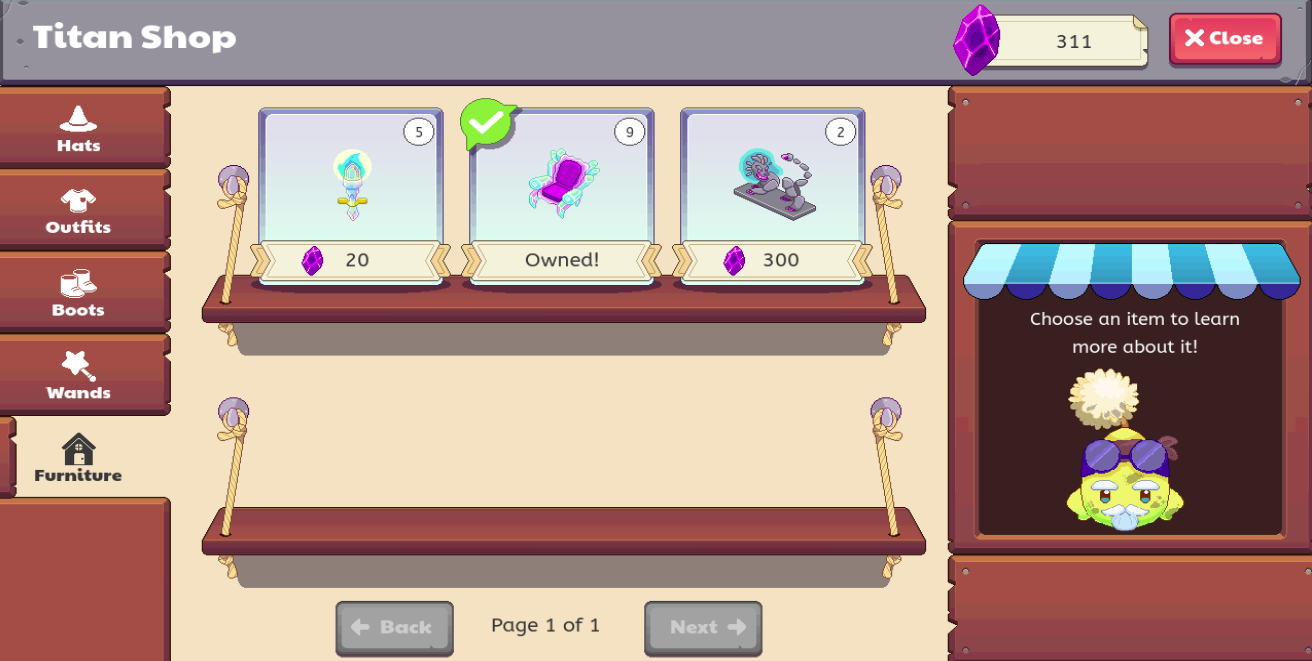 Titan Shop
311
Close
Hats
Outfits
Boots
Wands
Furniture
5
9
2
20
Owned!
300
Choose an item to learn
more about it!
Back
Page 1 of 1
Next